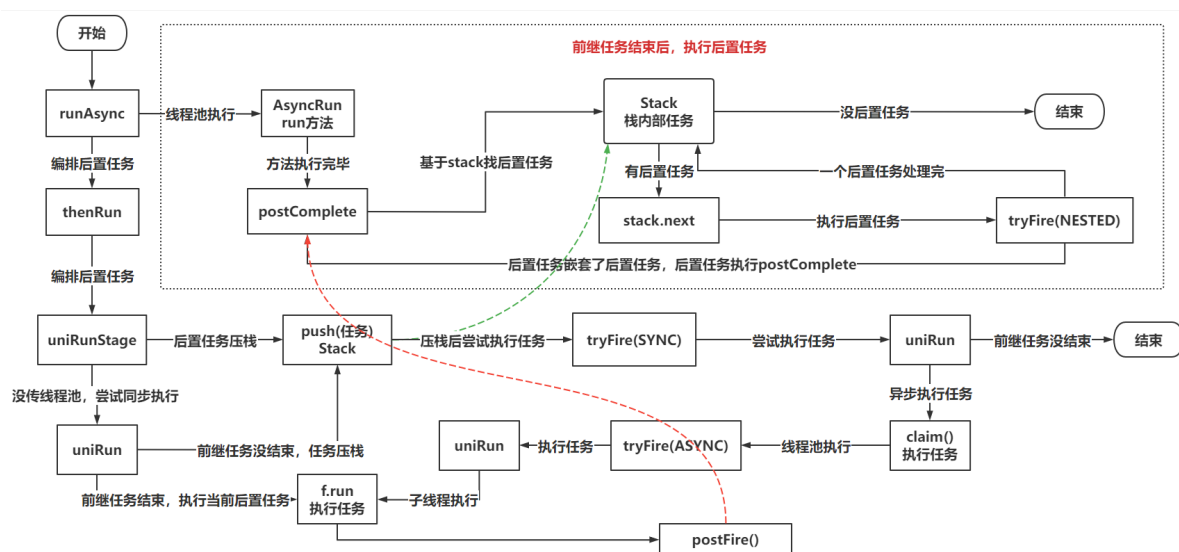 开始
前继任务结束后，执行后置任务
runAsync
线程池执行
AsyncRun
run方法
Stack
栈内部任务
没后置任务
结束
编排后置任务
方法执行完毕
基于stack找后置任务
有后置任务
一个后置任务处理完
thenRun
postComplete
stack.next
执行后置任务
tryFire(NESTED)
后置任务嵌套了后置任务，后置任务执行postComplete
编排后置任务
uniRunStage
后置任务压栈
push(任务)
Stack
压栈后尝试执行任务
tryFire(SYNC)
尝试执行任务
uniRun
前继任务没结束
结束
没传线程池，尝试同步执行
异步执行任务
uniRun
前继任务没结束，任务压栈
uniRun
执行任务
tryFire(ASYNC)
线程池执行
claim()
执行任务
前继任务结束，执行当前后置任务
f.run
执行任务
子线程执行
postFire()